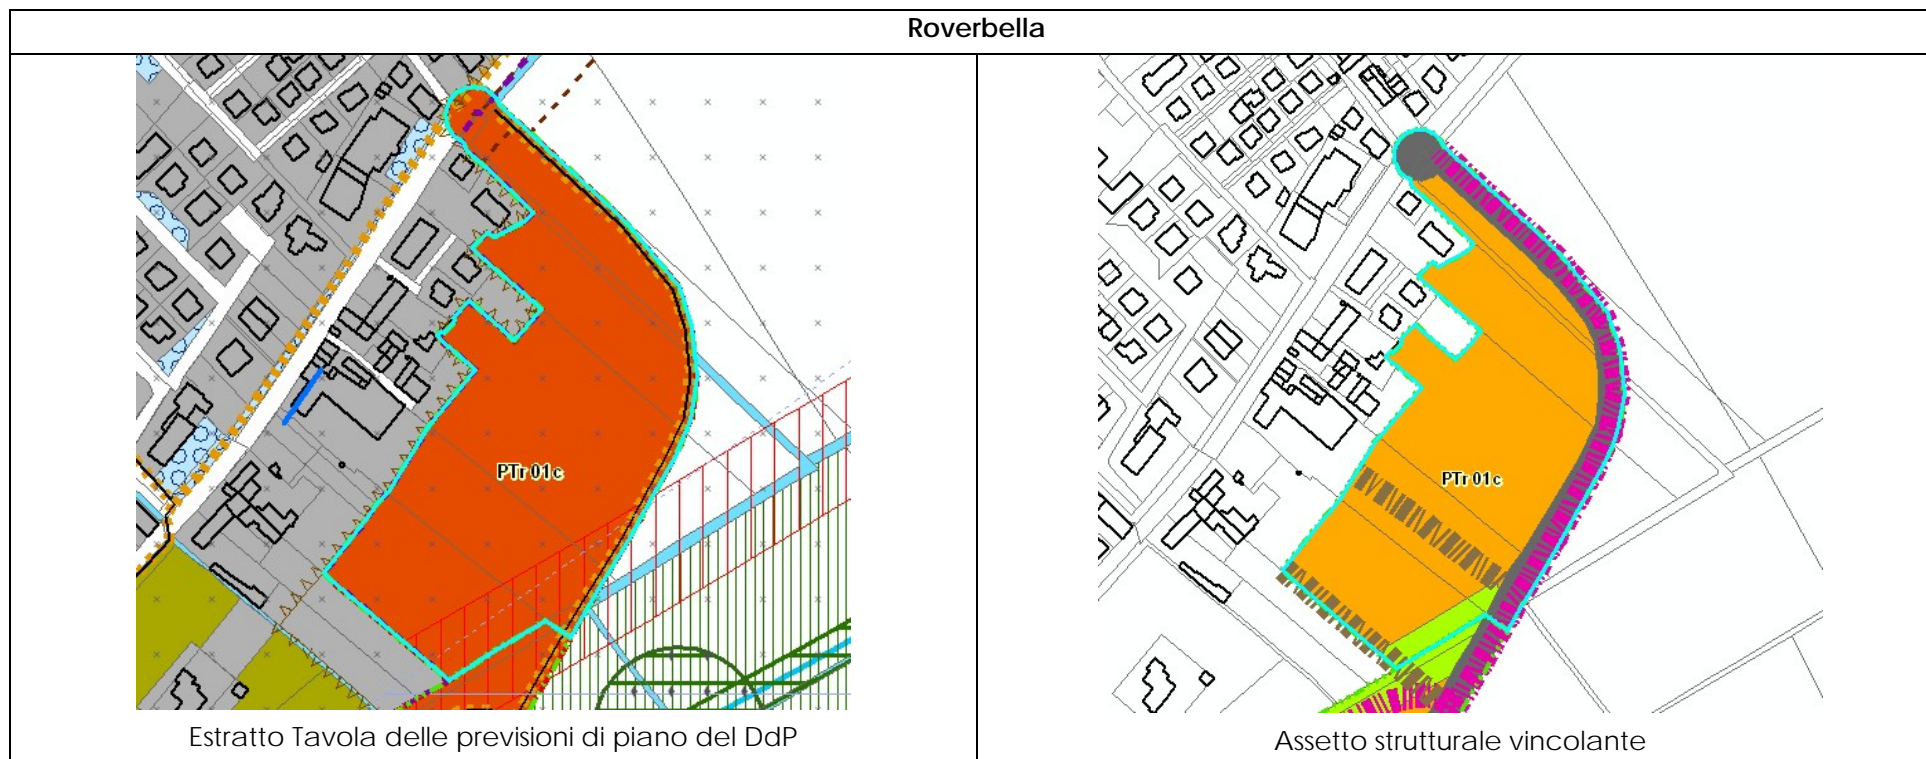 Roverbella
PTr 01c
PTr 01c
Estratto Tavola delle previsioni di piano del DdP
Assetto strutturale vincolante